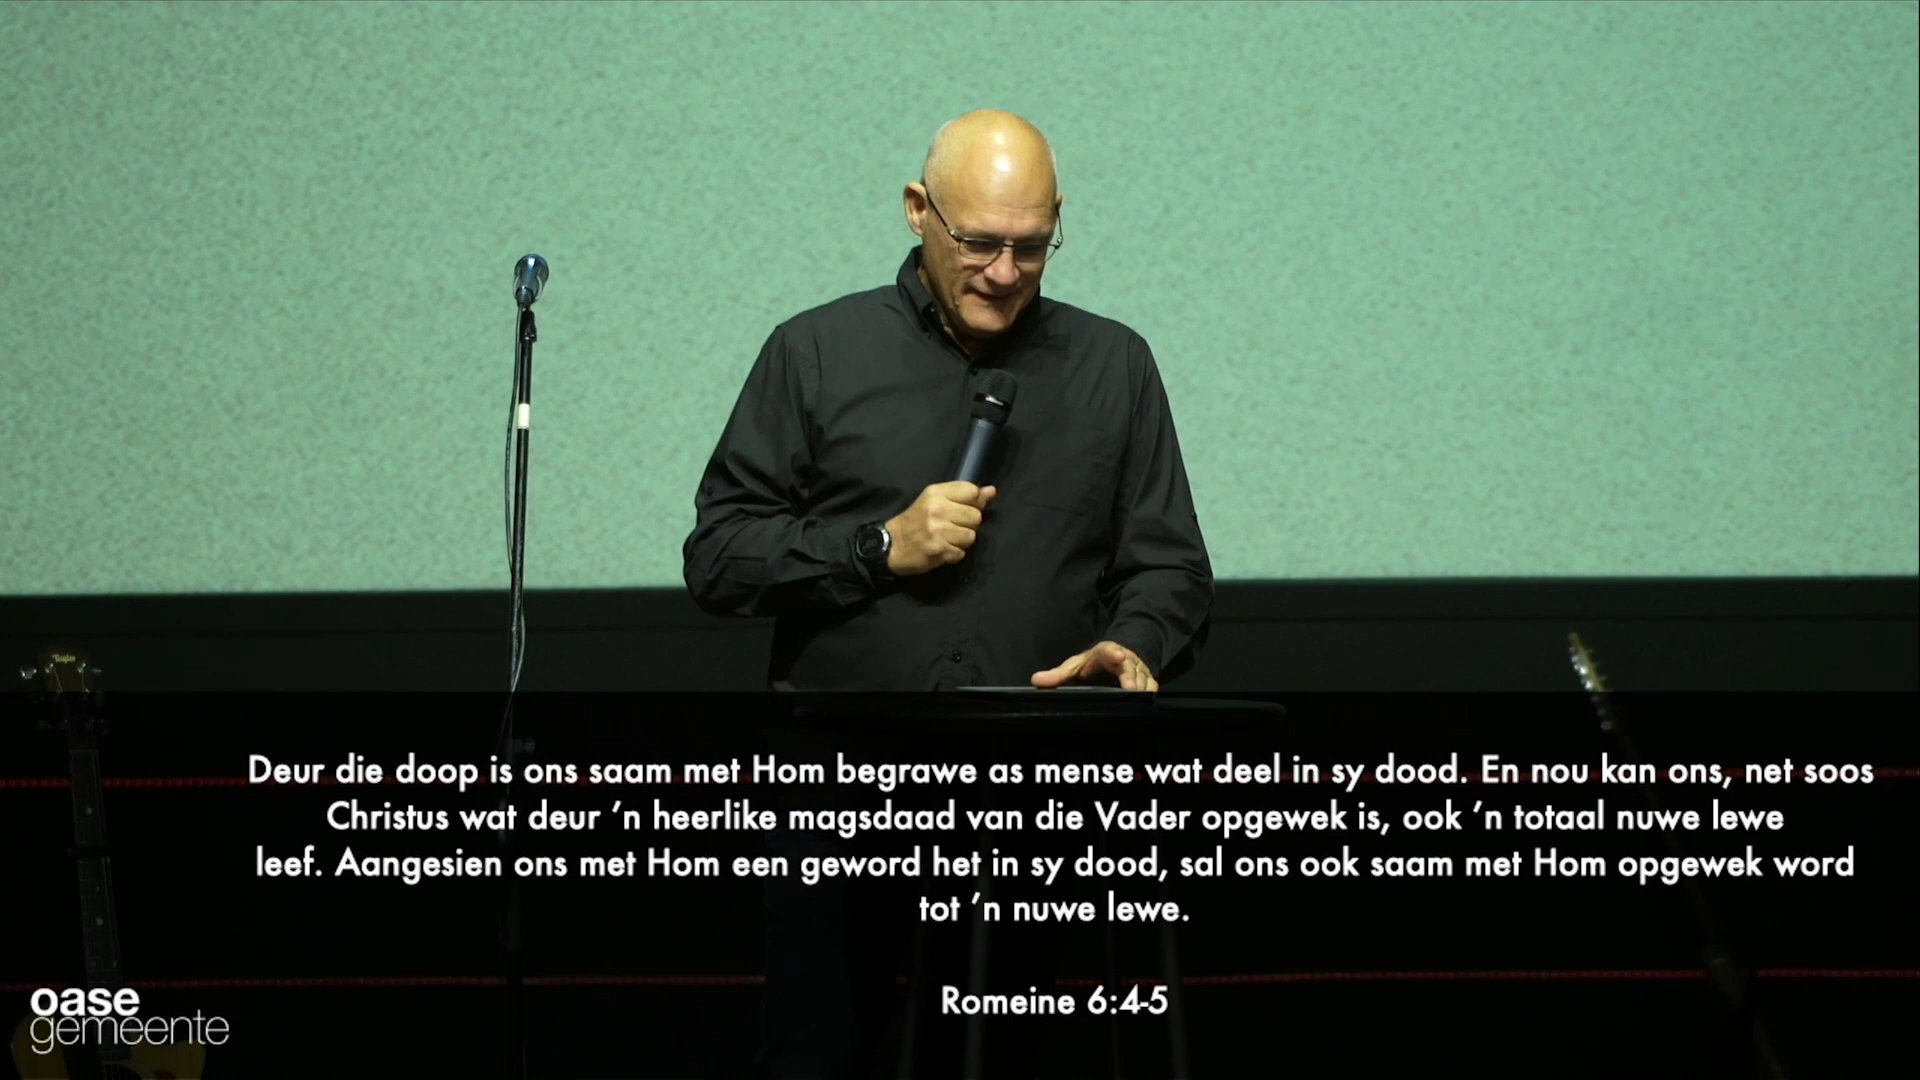 Taylor
Deur die doop is ons saam met Hom begrawe as mense wat deel in sy dood. En nou kan ons, net soos
Christus wat deur ’n heerlike magsdaad van die Vader opgewek is, ook ’n totaal nuwe lewe
leef. Aangesien ons met Hom een geword het in sy dood, sal ons ook saam met Hom opgewek word
tot ’n nuwe lewe.
Romeine 6:4-5
oase
gemeente